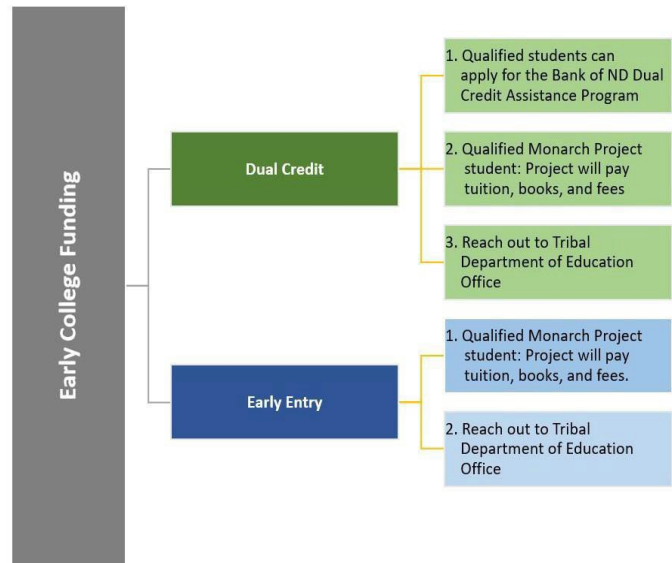 Early College Funding
Dual Credit
1. Qualified students can
apply for the Bank of ND Dual
Credit Assistance Program
2. Qualified Monarch Project
student: Project will pay
tuition, books, and fees
3. Reach out to Tribal
Department of Education
Office
Early Entry
1. Qualified Monarch Project
student: Project will pay
tuition, books, and fees.
2. Reach out to Tribal
Department of Education
Office